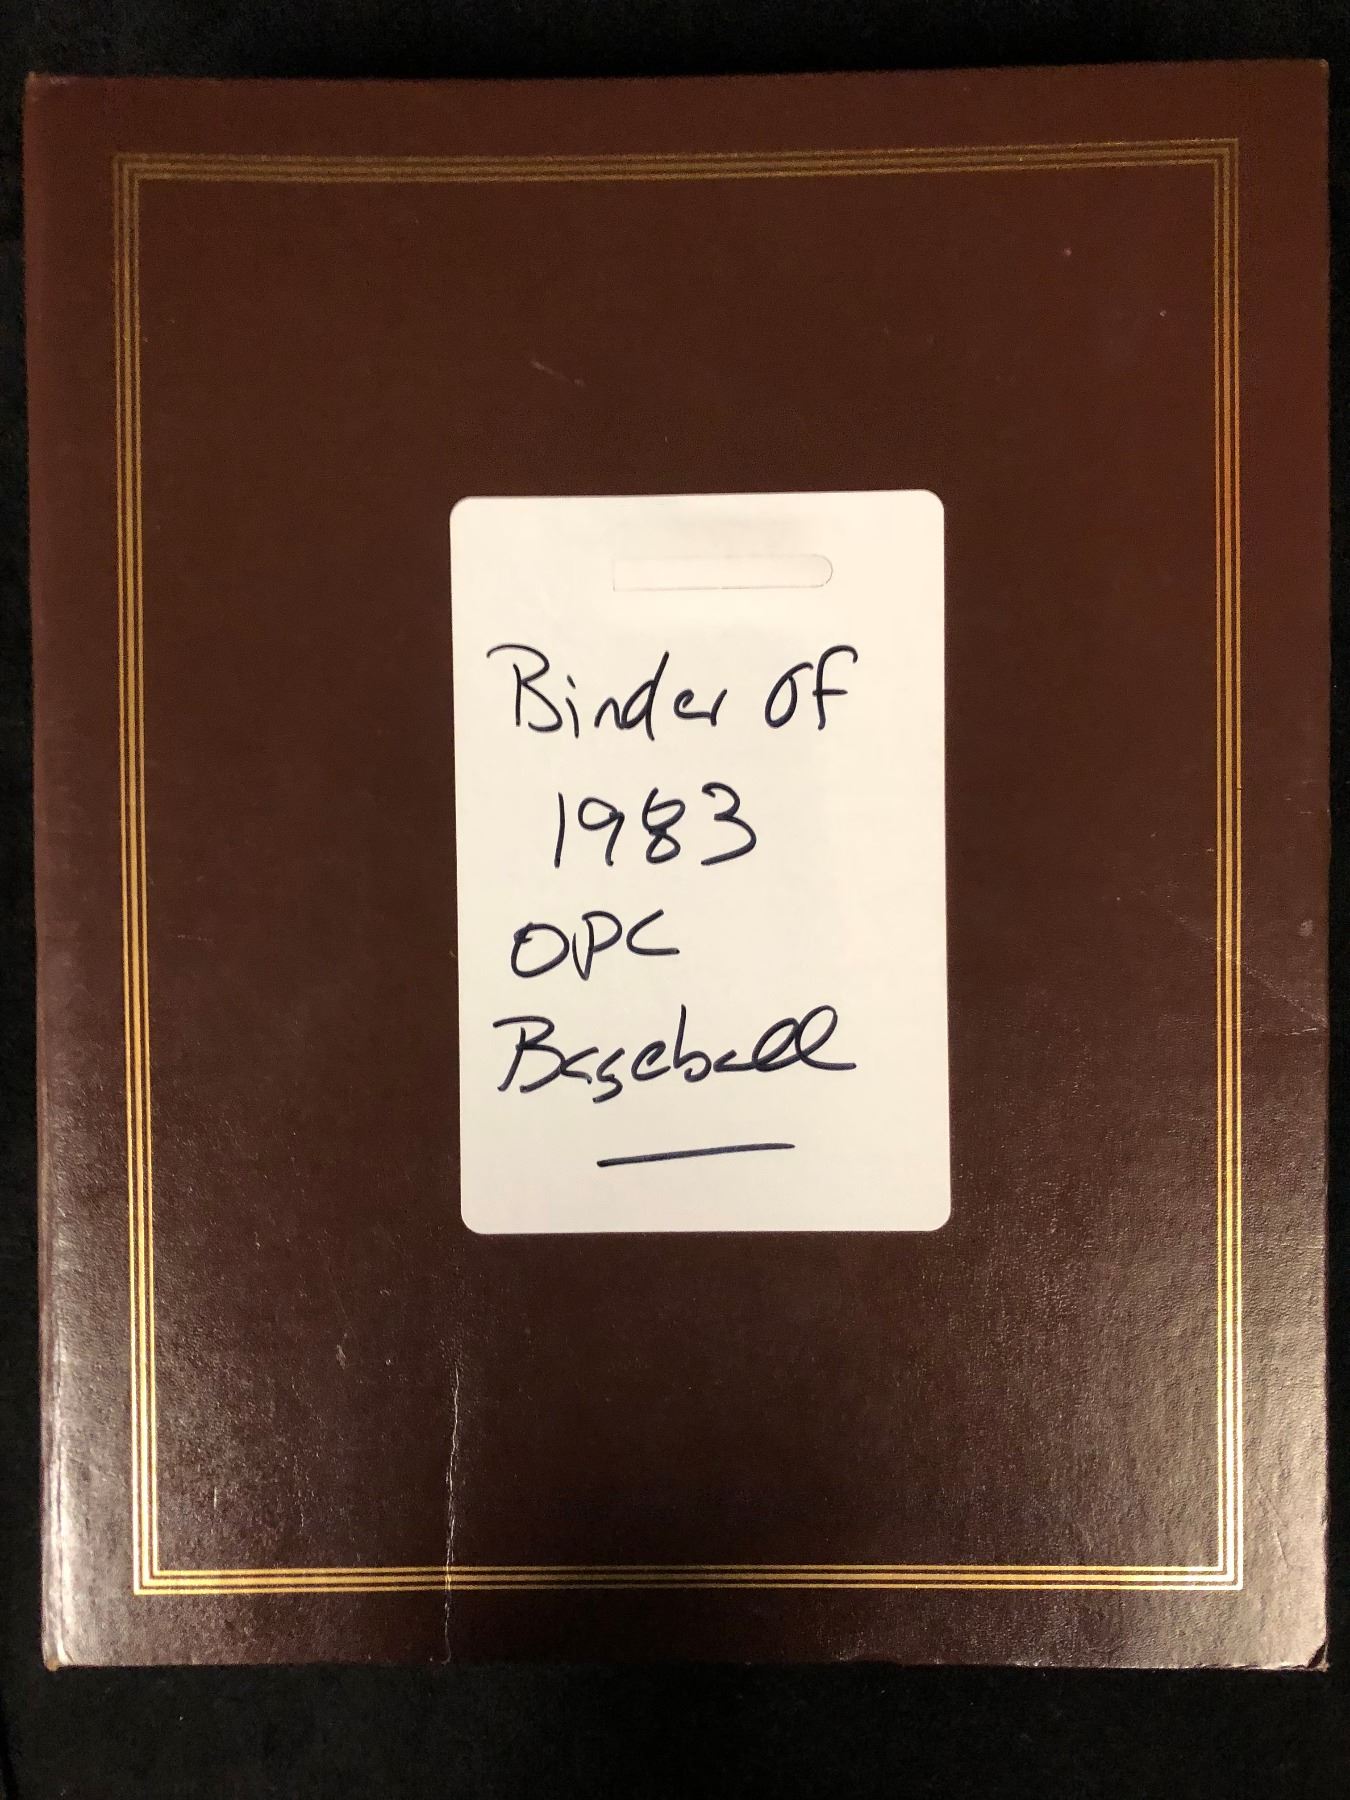 Binder of
1983
OPC
Baseball